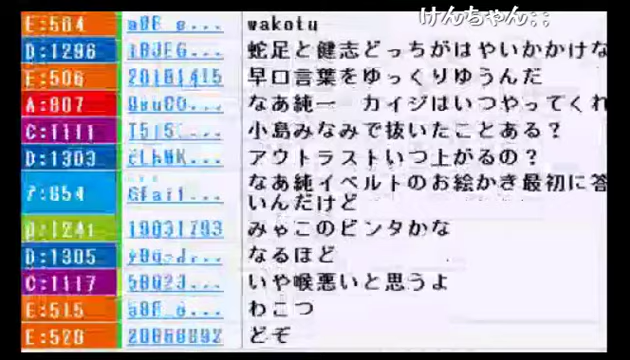 けんちゃん;;
E:504 wakotu
D:1296 蛇足と健志どっちがはやいかかけな
E:506 20181415 早口言葉をゆっくりゆうんだ
A:807 なあ純一 カイジはいつやってくれ
C:1111 小島みなみで抜いたことある?
D:1303 アウトラストいつ上がるの?
7:854 なあ純イベルトのお絵かき最初に答
いんだけど
D:1241 19031793 みゃこのビンタかな
D:1305 なるほど
C:1117 いや喉悪いと思うよ
E:515 わこつ
E:528 どぞ